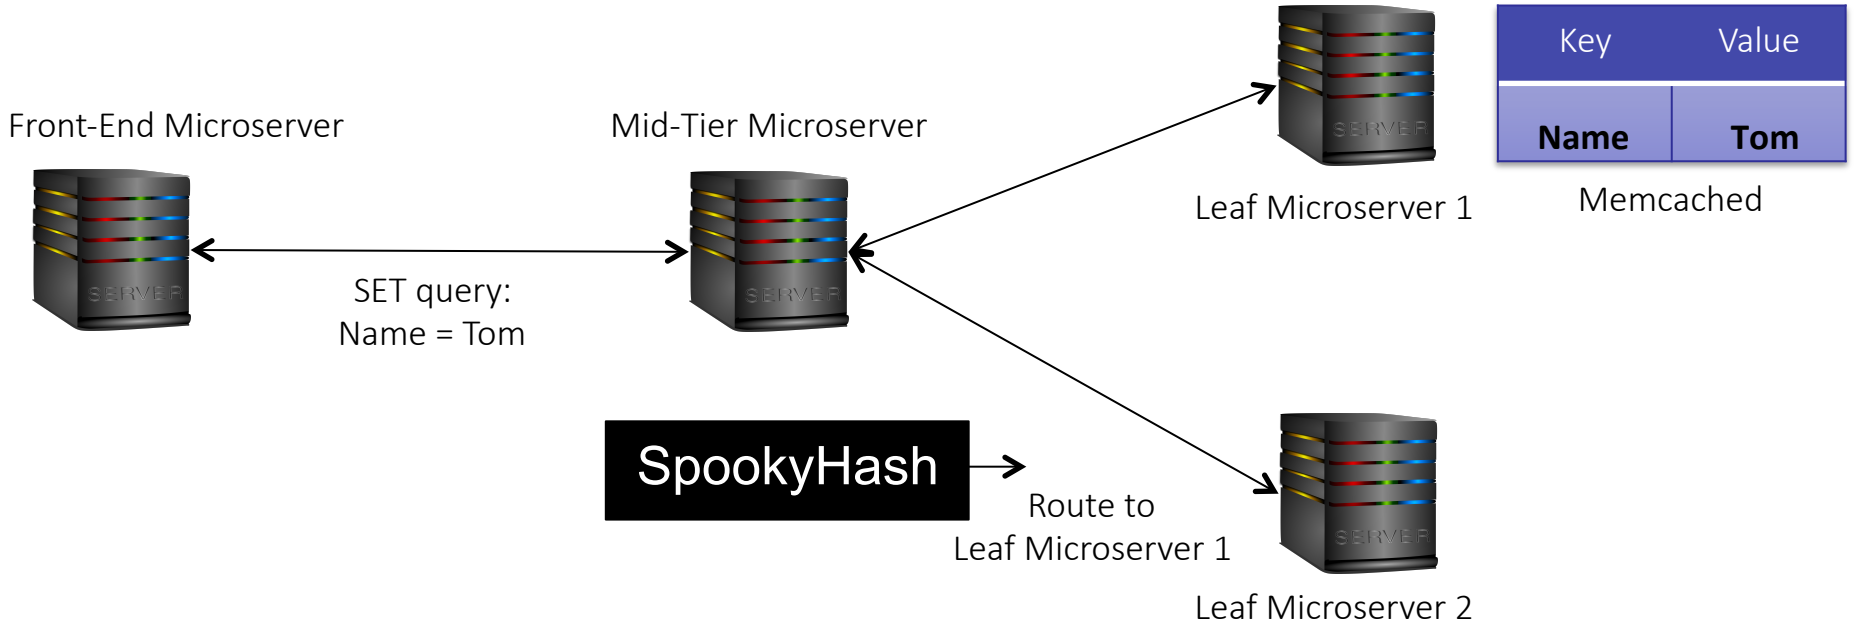 Front-End Microserver
Mid-Tier Microserver
SET query:
Name = Tom
Leaf Microserver 1
Key Value
Name Tom
Memcached
SpookyHash
Route to
Leaf Microserver 1
Leaf Microserver 2
SERVER
SERVER
SERVER
SERVER